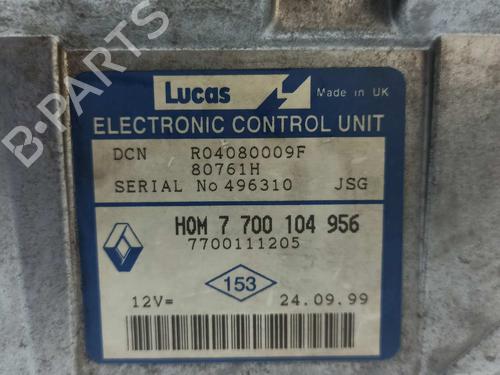 Lucas Made in UK
ELECTRONIC CONTROL UNIT
DCN R04080009F
80761H
SERIAL No 496310 JSG
HOM 7 700 104 956
7700111205
153
12V= 24.09.99
B-PARTS